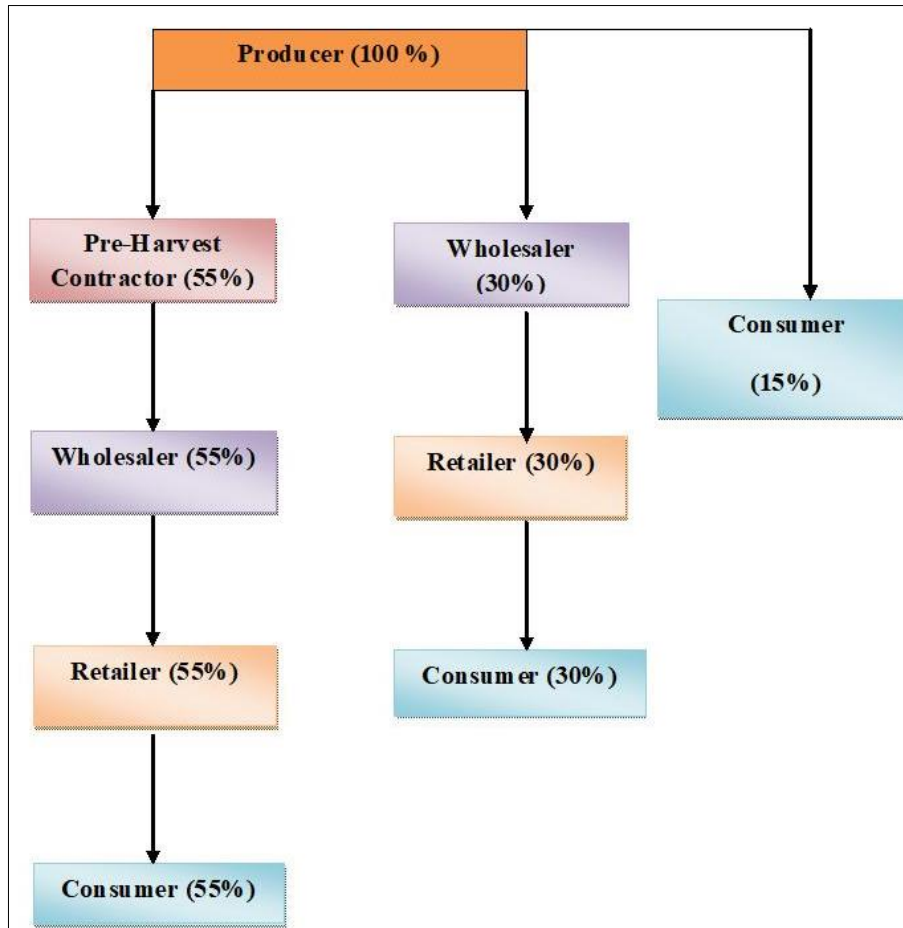 Producer (100 %)
Pre-Harvest
Contractor (55%)
Wholesaler (55%)
Retailer (55%)
Consumer (55%)
Wholesaler
(30%)
Retailer (30%)
Consumer (30%)
Consumer
(15%)